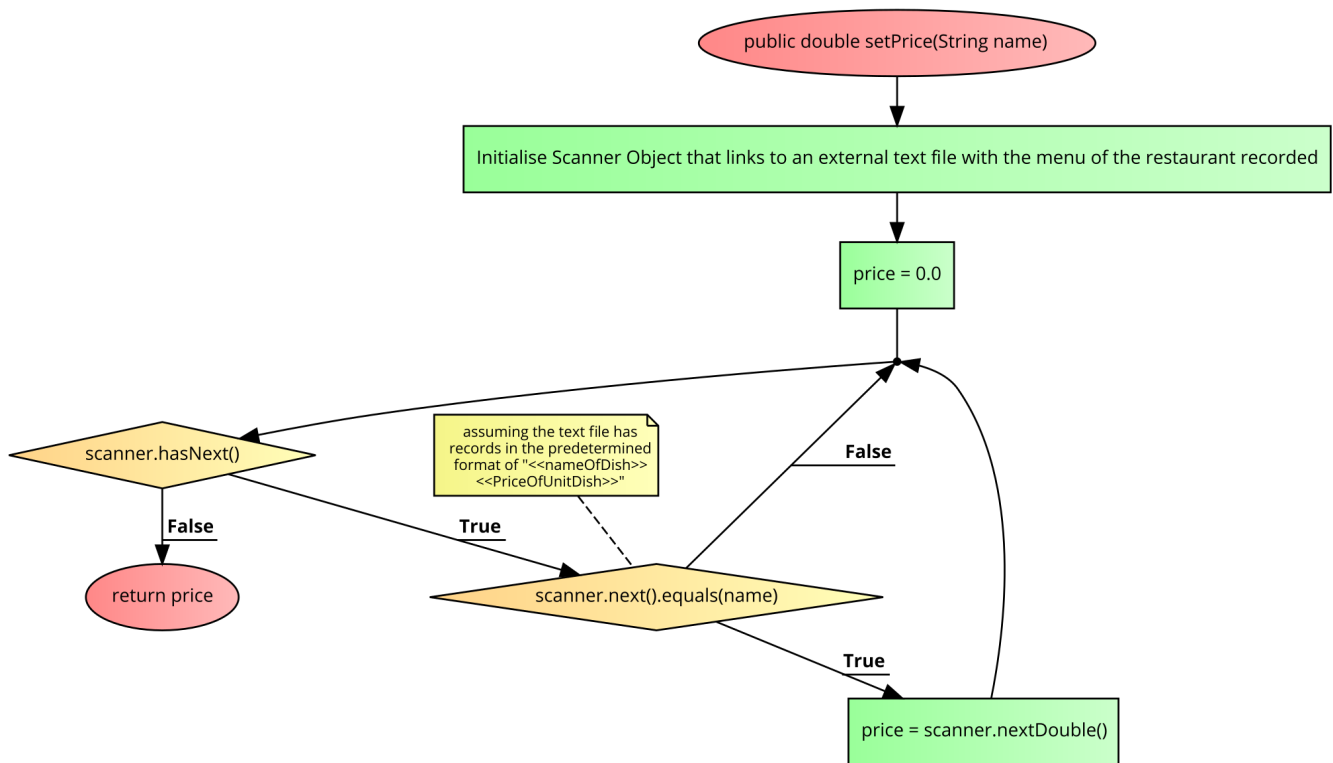 public double setPrice(String name)
Initialise Scanner Object that links to an external text file with the menu of the restaurant recorded
price = 0.0
scanner.hasNext()
assuming the text file has
records in the predetermined
format of "<<nameOfDish>>
<<PriceOfUnitDish>>"
False
False
True
return price
scanner.next().equals(name)
True
price = scanner.nextDouble()